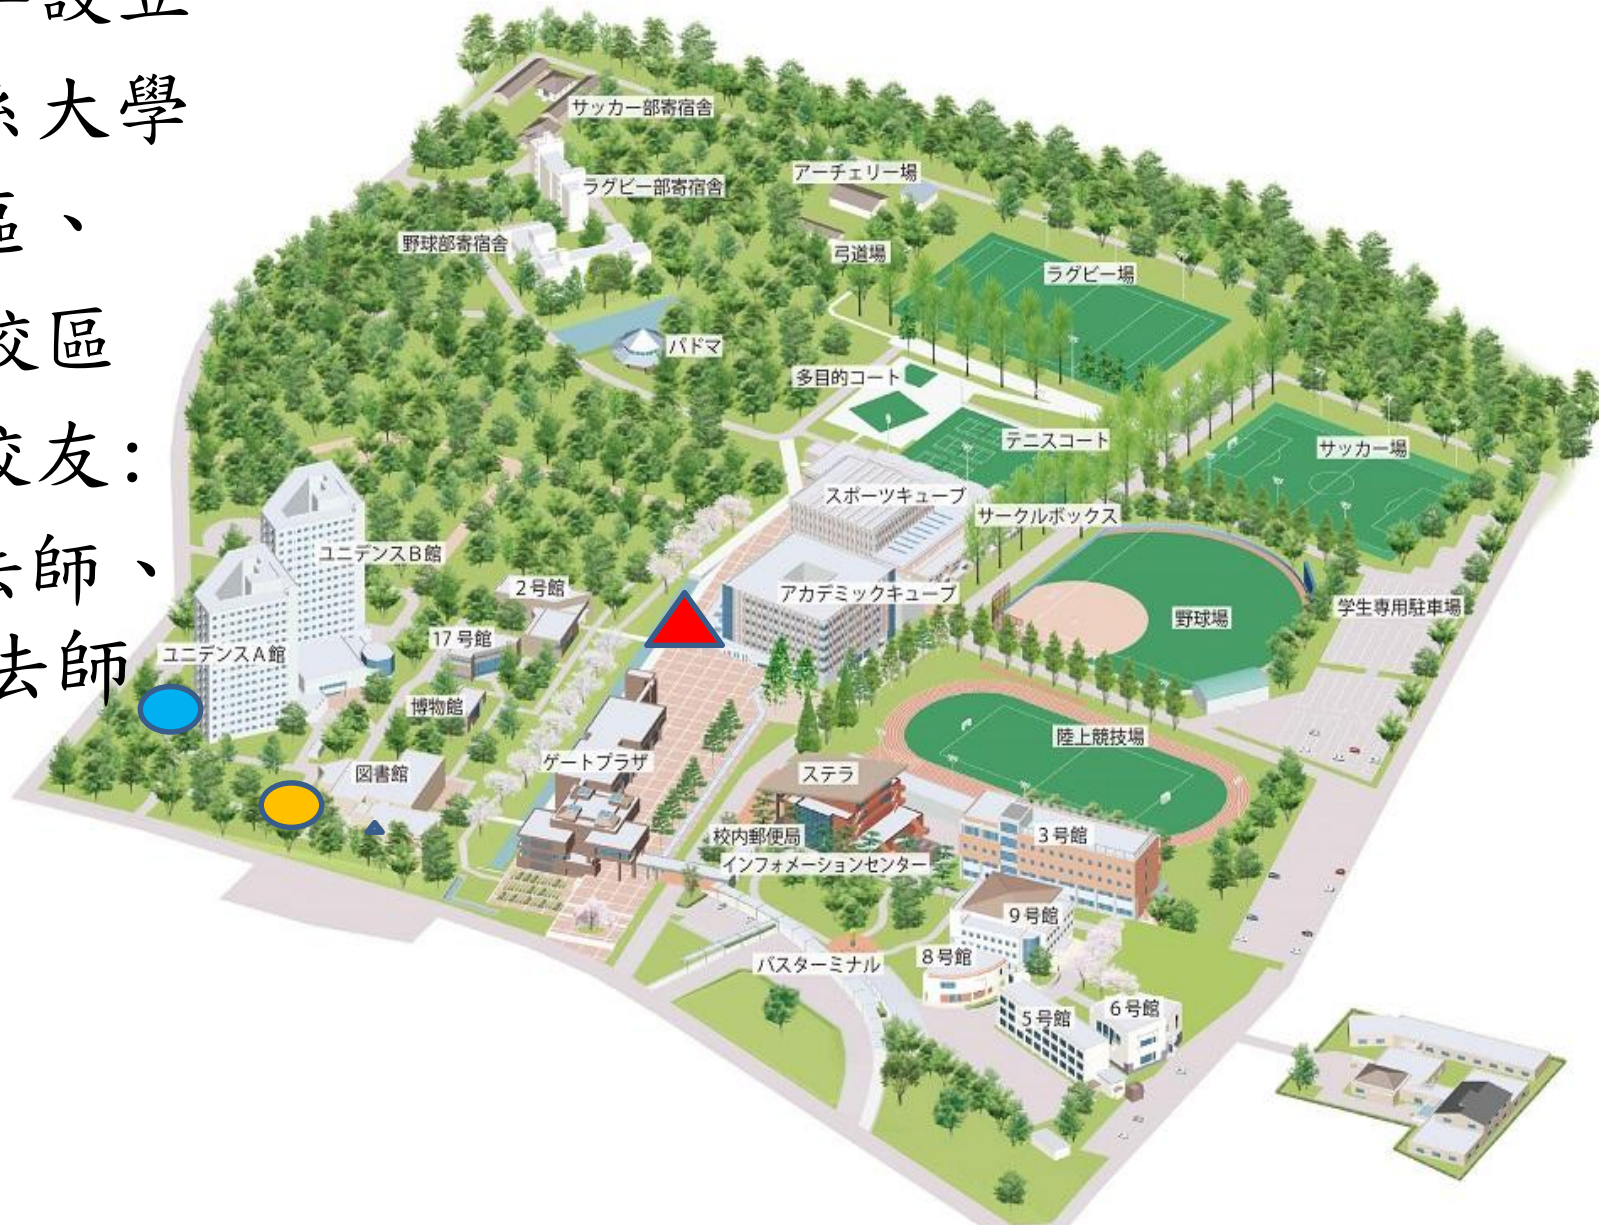 設立
大學
區、
校區
校友:
法師、
法師
サッカー部寄宿舎
アーチェリー場
ラグビー部寄宿舎
野球部寄宿舎
弓道場
ラグビー場
パドマ
多目的コート
テニスコート
サッカー場
スポーツキューブ
サークルボックス
ユニデンスB館
2号館
アカデミックキューブ
学生専用駐車場
野球場
17号館
ユニデンスA館
博物館
陸上競技場
ゲートプラザ
図書館
ステラ
校内郵便局
3号館
インフォメーションセンター
9号館
8号館
バスターミナル
6号館
5号館